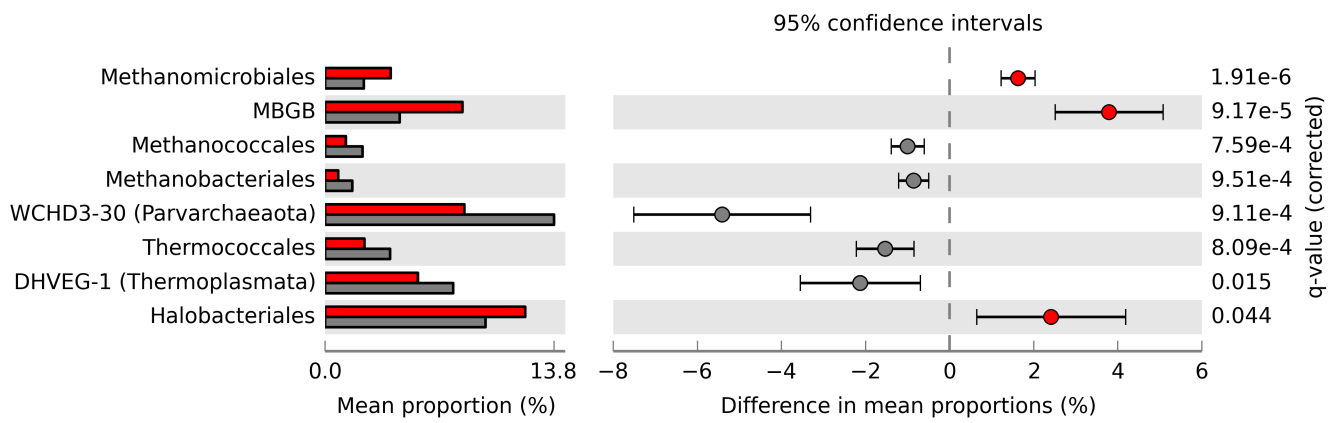 95% confidence intervals
Methanomicrobiales 1.91e-6
MBGB 9.17e-5
Methanococcales 7.59e-4
Methanobacteriales 9.51e-4
WCHD3-30 (Parvarchaeaota) 9.11e-4
Thermococcales 8.09e-4
DHVEG-1 (Thermoplasmata) 0.015
Halobacteriales 0.044
q-value (corrected)
0.0 13.8 −8 −6 −4 −2 0 2 4 6
Mean proportion (%) Difference in mean proportions (%)